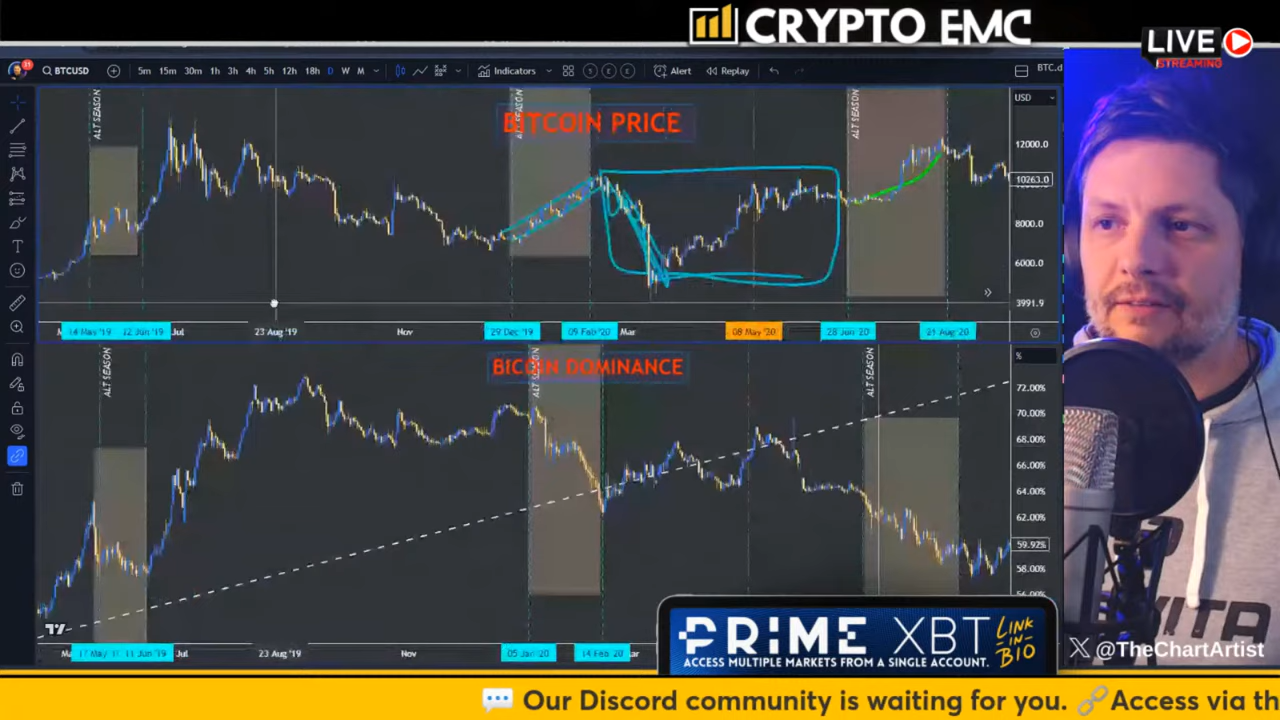 CRYPTO EMC
LIVE
STREAMING
BTCUSD 5m 15m 30m 1h 3h 4h 5h 12h 18h D W M Indicators Alert Replay
USD
ALT SEASON
ALT SEASON
ALT SEASON
BITCOIN PRICE
12000.0
10263.0
8000.0
6000.0
3991.9
12 Jun '19 Jul 23 Aug '19 Nov 29 Dec '19 09 Feb '20 Mar 08 May '20 28 Jun '20 21 Aug '20
%
ALT SEASON
ALT SEASON
ALT SEASON
BICOIN DOMINANCE
72.00%
70.00%
68.00%
66.00%
64.00%
62.00%
59.92%
58.00%
Jul 23 Aug '19 Nov 05 Jan '20 14 Feb '20
PRIME XBT
LINK
-IN-
BIO
ACCESS MULTIPLE MARKETS FROM A SINGLE ACCOUNT.
@TheChartArtist
Our Discord community is waiting for you. Access via th